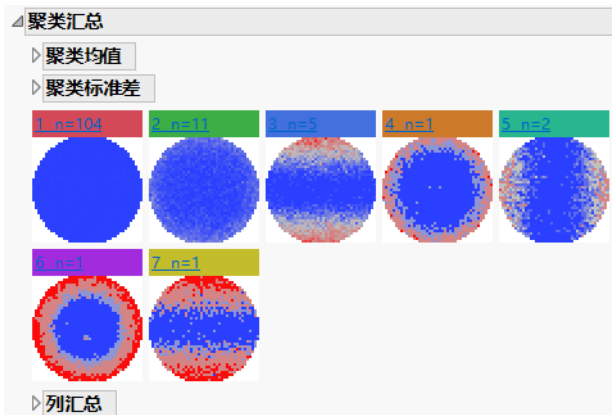 聚类汇总
聚类均值
聚类标准差
1 n=104
2 n=11
3 n=5
4 n=1
5 n=2
6 n=1
7 n=1
列汇总